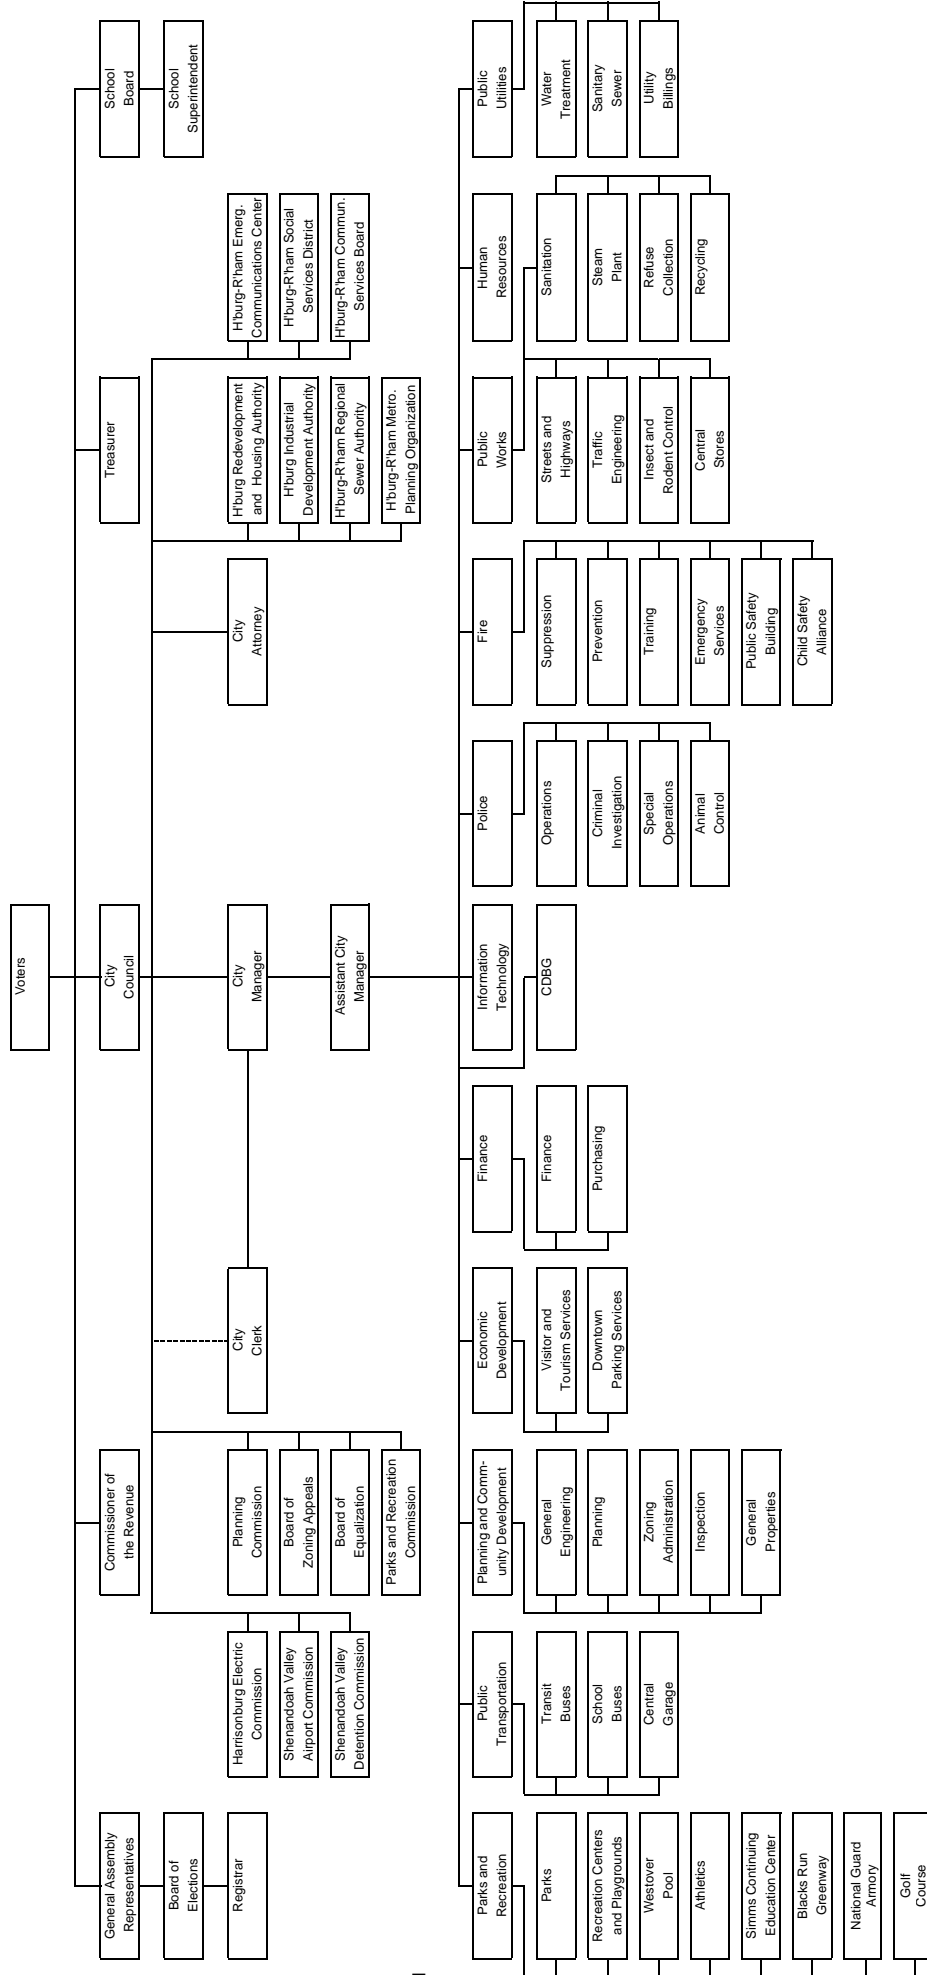 Voters
General Assembly
Representatives
Commissioner of
the Revenue
City
Council
Treasurer
School
Board
Board of
Elections
School
Superintendent
Registrar
Harrisonburg Electric
Commission
Planning
Commission
City
Clerk
City
Manager
City
Attorney
H'burg Redevelopment
and Housing Authority
H'burg-R'ham Emerg.
Communications Center
Shenandoah Valley
Airport Commission
Board of
Zoning Appeals
H'burg Industrial
Development Authority
H'burg-R'ham Social
Services District
Shenandoah Valley
Detention Commission
Board of
Equalization
Assistant City
Manager
H'burg-R'ham Regional
Sewer Authority
H'burg-R'ham Commun.
Services Board
Parks and Recreation
Commission
H'burg-R'ham Metro.
Planning Organization
Parks and
Recreation
Public
Transportation
Planning and Comm-
unity Development
Economic
Development
Finance
Information
Technology
Police
Fire
Public
Works
Human
Resources
Public
Utilities
Parks
Transit
Buses
General
Engineering
Visitor and
Tourism Services
Finance
CDBG
Operations
Suppression
Streets and
Highways
Sanitation
Water
Treatment
Recreation Centers
and Playgrounds
School
Buses
Planning
Downtown
Parking Services
Purchasing
Criminal
Investigation
Prevention
Traffic
Engineering
Steam
Plant
Sanitary
Sewer
Westover
Pool
Central
Garage
Zoning
Administration
Special
Operations
Training
Insect and
Rodent Control
Refuse
Collection
Utility
Billings
Athletics
Inspection
Animal
Control
Emergency
Services
Central
Stores
Recycling
Simms Continuing
Education Center
General
Properties
Public Safety
Building
Blacks Run
Greenway
Child Safety
Alliance
National Guard
Armory
Golf
Course